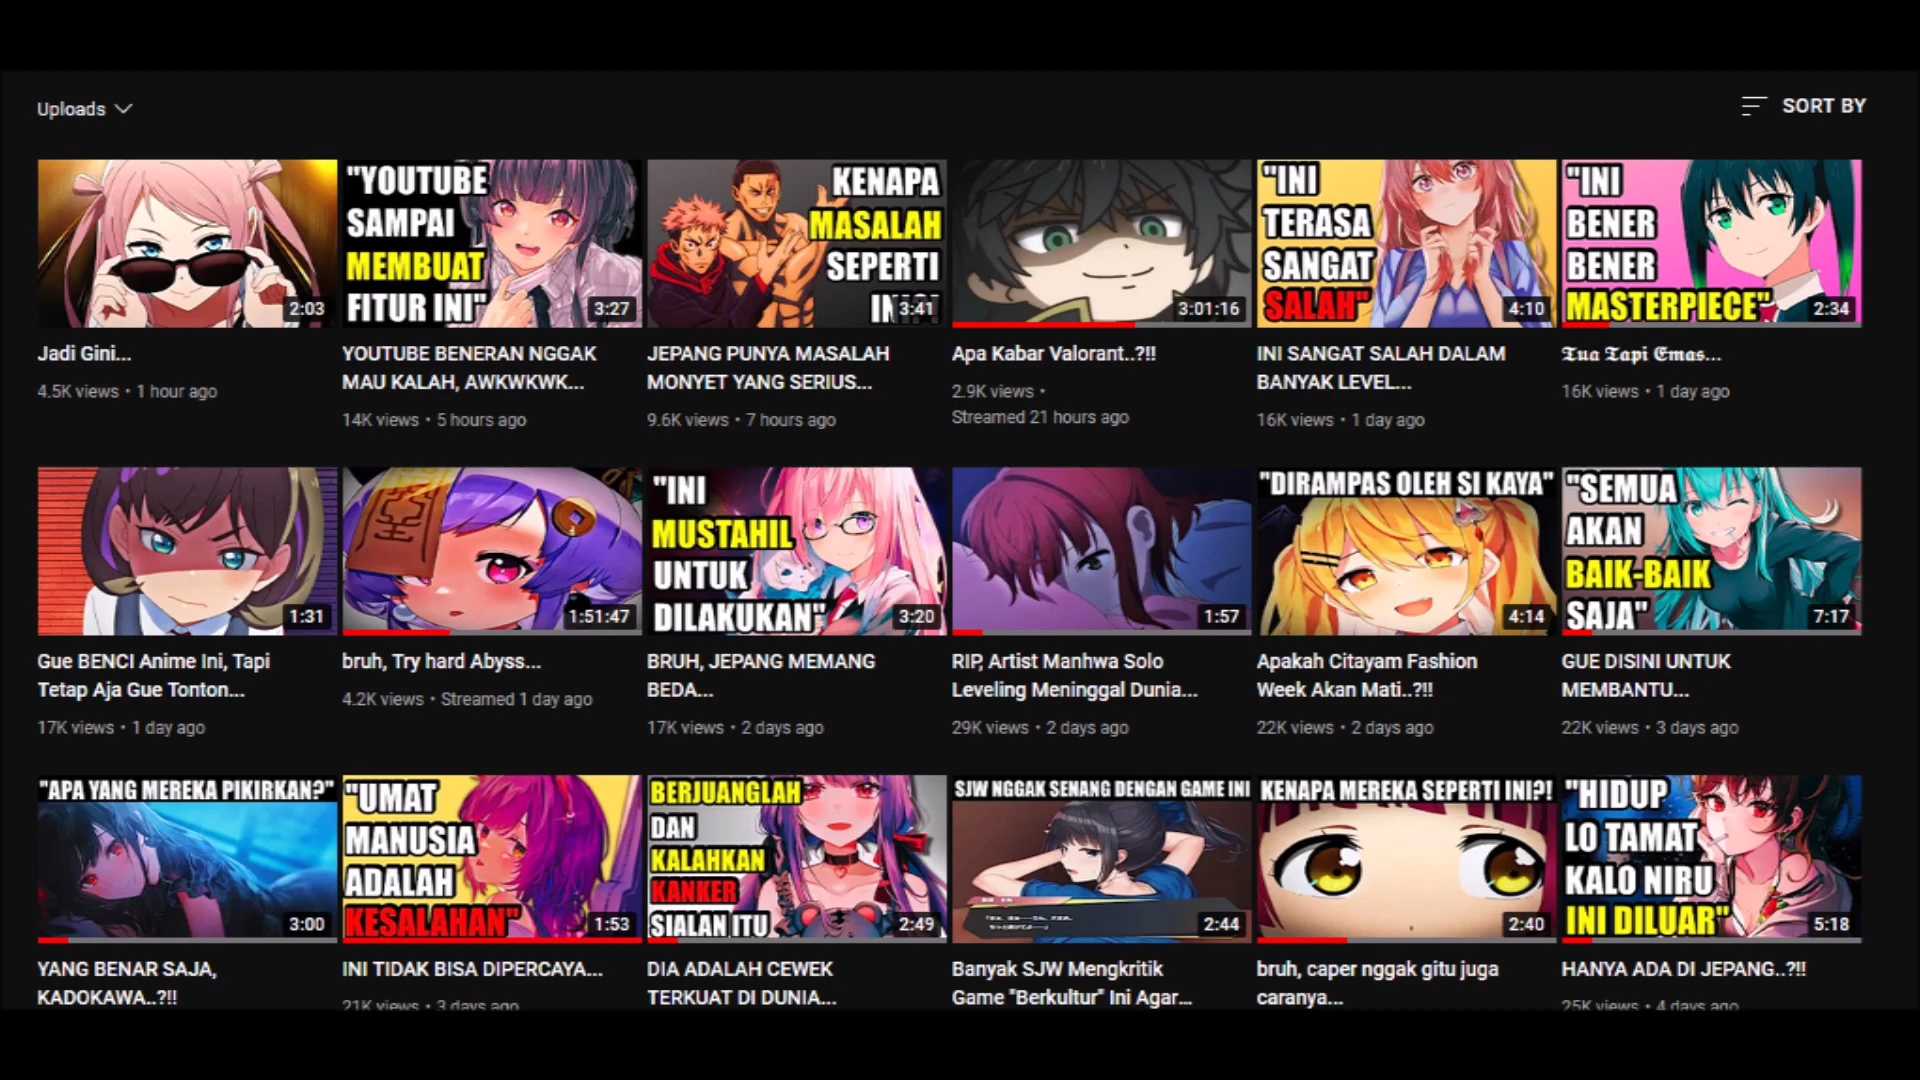 Uploads
SORT BY
"YOUTUBE
SAMPAI
MEMBUAT
FITUR INI"
KENAPA
MASALAH
SEPERTI
"INI
TERASA
SANGAT
SALAH"
"INI
BENER
BENER
MASTERPIECE"
2:03
3:27
3:41
3:01:16
4:10
2:34
Jadi Gini...
4.5K views • 1 hour ago
YOUTUBE BENERAN NGGAK
MAU KALAH, AWKWKWK...
14K views • 5 hours ago
JEPANG PUNYA MASALAH
MONYET YANG SERIUS...
9.6K views • 7 hours ago
Apa Kabar Valorant..?!!
2.9K views •
Streamed 21 hours ago
INI SANGAT SALAH DALAM
BANYAK LEVEL...
16K views • 1 day ago
𝕿𝖚𝖆 𝕿𝖆𝖕𝖎 𝕰𝖒𝖆𝖘...
16K views • 1 day ago
"INI
MUSTAHIL
UNTUK
DILAKUKAN"
"DIRAMPAS OLEH SI KAYA"
"SEMUA
AKAN
BAIK-BAIK
SAJA"
1:31
1:51:47
3:20
1:57
4:14
7:17
Gue BENCI Anime Ini, Tapi
Tetap Aja Gue Tonton...
17K views • 1 day ago
bruh, Try hard Abyss...
4.2K views • Streamed 1 day ago
BRUH, JEPANG MEMANG
BEDA...
17K views • 2 days ago
RIP, Artist Manhwa Solo
Leveling Meninggal Dunia...
29K views • 2 days ago
Apakah Citayam Fashion
Week Akan Mati..?!!
22K views • 2 days ago
GUE DISINI UNTUK
MEMBANTU...
22K views • 3 days ago
"APA YANG MEREKA PIKIRKAN?"
"UMAT
MANUSIA
ADALAH
KESALAHAN"
BERJUANGLAH
DAN
KALAHKAN
KANKER
SIALAN ITU
SJW NGGAK SENANG DENGAN GAME INI
KENAPA MEREKA SEPERTI INI?!
"HIDUP
LO TAMAT
KALO NIRU
INI DILUAR"
3:00
1:53
2:49
2:44
2:40
5:18
YANG BENAR SAJA,
KADOKAWA..?!!
INI TIDAK BISA DIPERCAYA...
21K views • 3 days ago
DIA ADALAH CEWEK
TERKUAT DI DUNIA...
Banyak SJW Mengkritik
Game "Berkultur" Ini Agar...
bruh, caper nggak gitu juga
caranya...
HANYA ADA DI JEPANG..?!!
25K views • 4 days ago